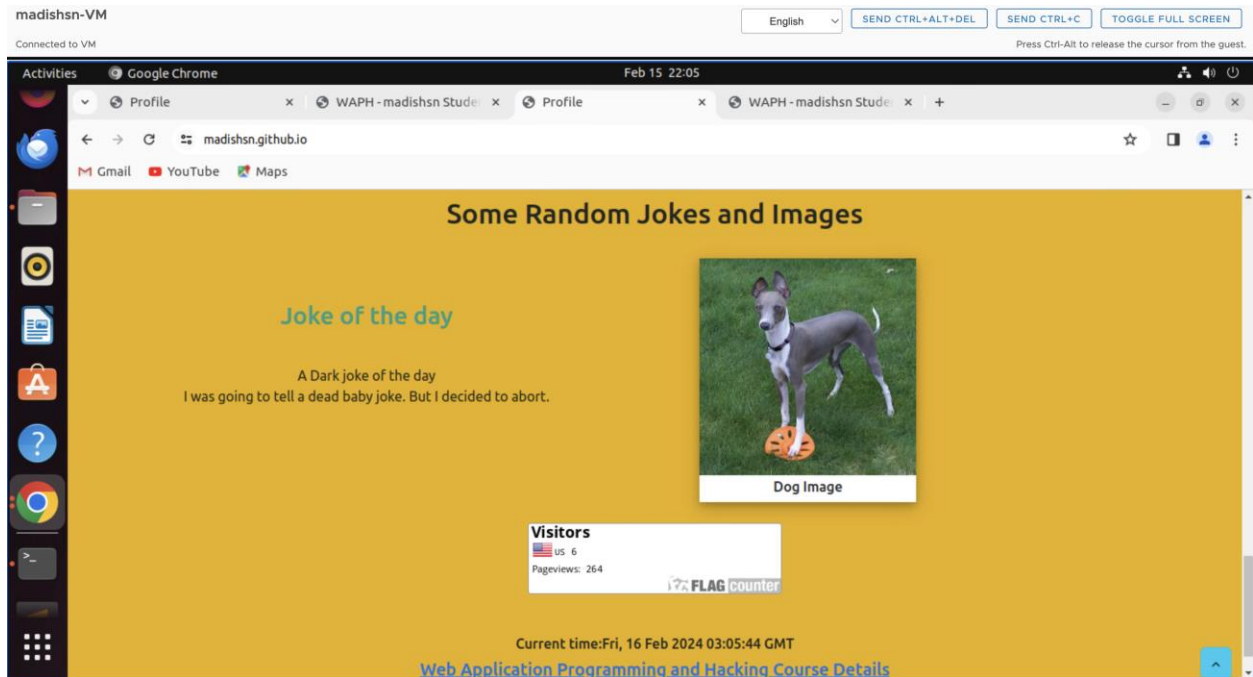 madishsn-VM
English
SEND CTRL+ALT+DEL
SEND CTRL+C
TOGGLE FULL SCREEN
Connected to VM
Press Ctrl-Alt to release the cursor from the guest.
Activities
Google Chrome
Feb 15 22:05
Profile
WAPH - madishsn Stude
Profile
WAPH - madishsn Stude
madishsn.github.io
Gmail
YouTube
Maps
Some Random Jokes and Images
Joke of the day
A Dark joke of the day
I was going to tell a dead baby joke. But I decided to abort.
Dog Image
Visitors
US 6
Pageviews: 264
FLAG counter
Current time:Fri, 16 Feb 2024 03:05:44 GMT
Web Application Programming and Hacking Course Details